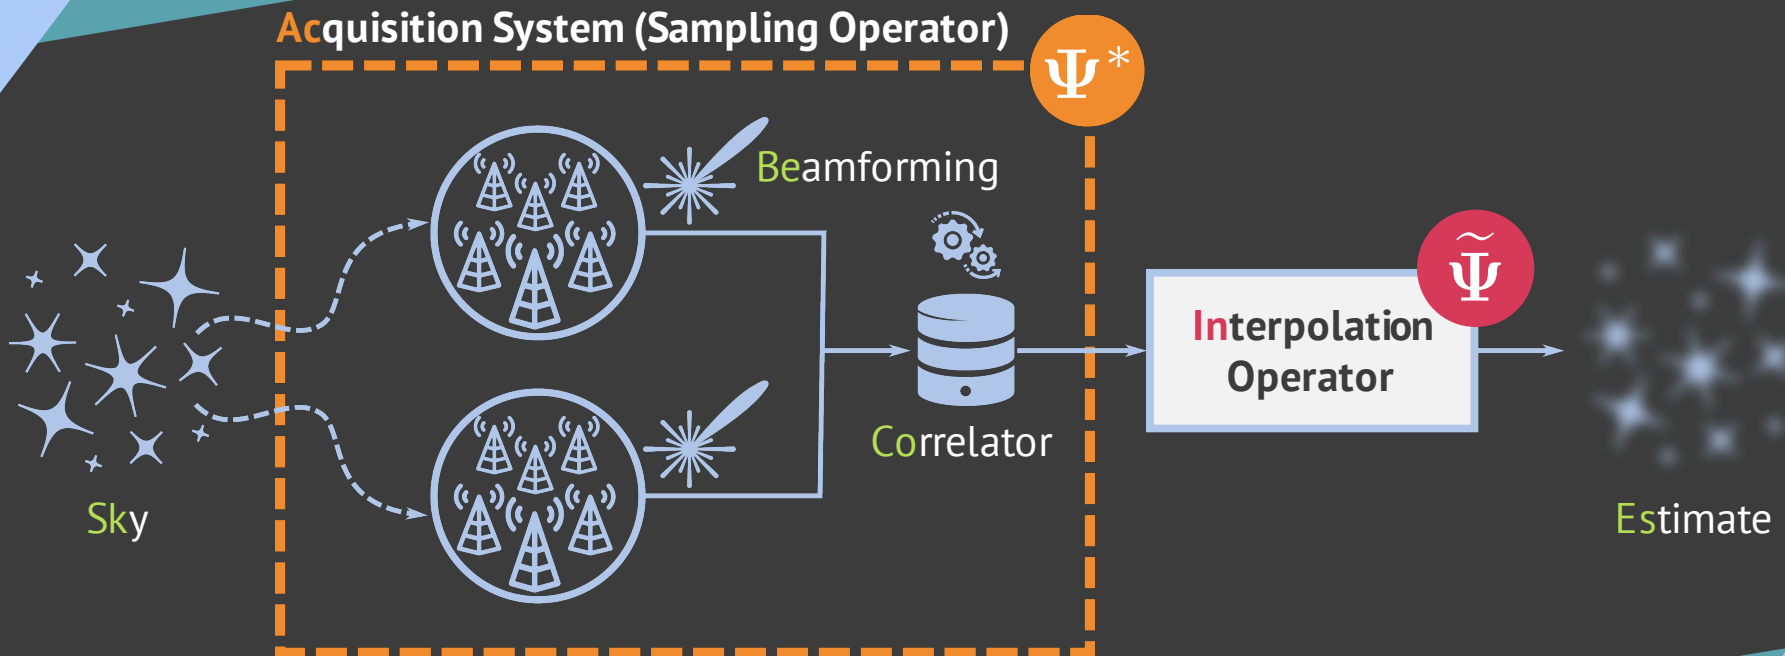 Acquisition System (Sampling Operator)
Ψ*
Beamforming
Ψ̃
Interpolation
Operator
Correlator
Sky
Estimate